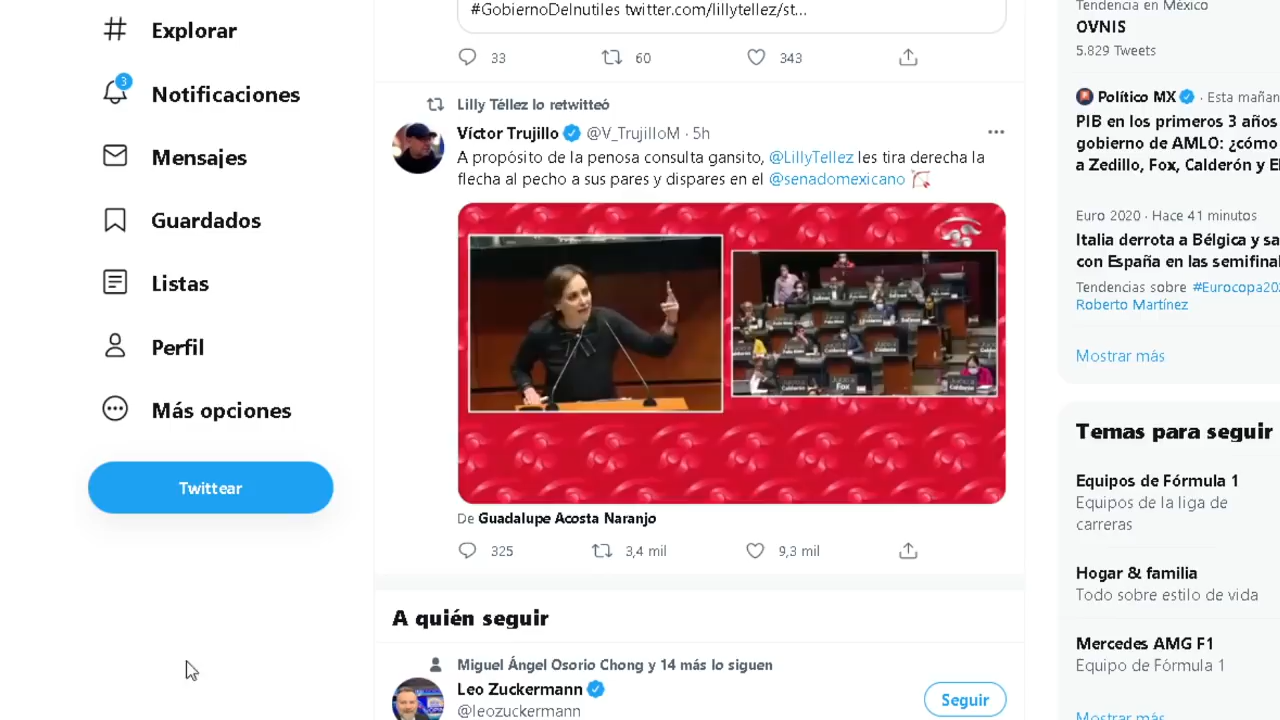 Explorar
3
Notificaciones
Mensajes
Guardados
Listas
Perfil
Más opciones
Twittear
#GobiernoDeInutiles twitter.com/lillytellez/st...
33 60 343
Lilly Téllez lo retwitteó
Víctor Trujillo @V_TrujilloM · 5h
A propósito de la penosa consulta gansito, @LillyTellez les tira derecha la
flecha al pecho a sus pares y dispares en el @senadomexicano
Fox
De Guadalupe Acosta Naranjo
325 3,4 mil 9,3 mil
A quién seguir
Miguel Ángel Osorio Chong y 14 más lo siguen
Leo Zuckermann
@leozuckermann
Seguir
Tendencia en México
OVNIS
5.829 Tweets
Político MX · Esta mañan
PIB en los primeros 3 años
gobierno de AMLO: ¿cómo
a Zedillo, Fox, Calderón y E
Euro 2020 · Hace 41 minutos
Italia derrota a Bélgica y sa
con España en las semifinal
Tendencias sobre #Eurocopa202
Roberto Martínez
Mostrar más
Temas para seguir
Equipos de Fórmula 1
Equipos de la liga de
carreras
Hogar & familia
Todo sobre estilo de vida
Mercedes AMG F1
Equipo de Fórmula 1
Mostrar más